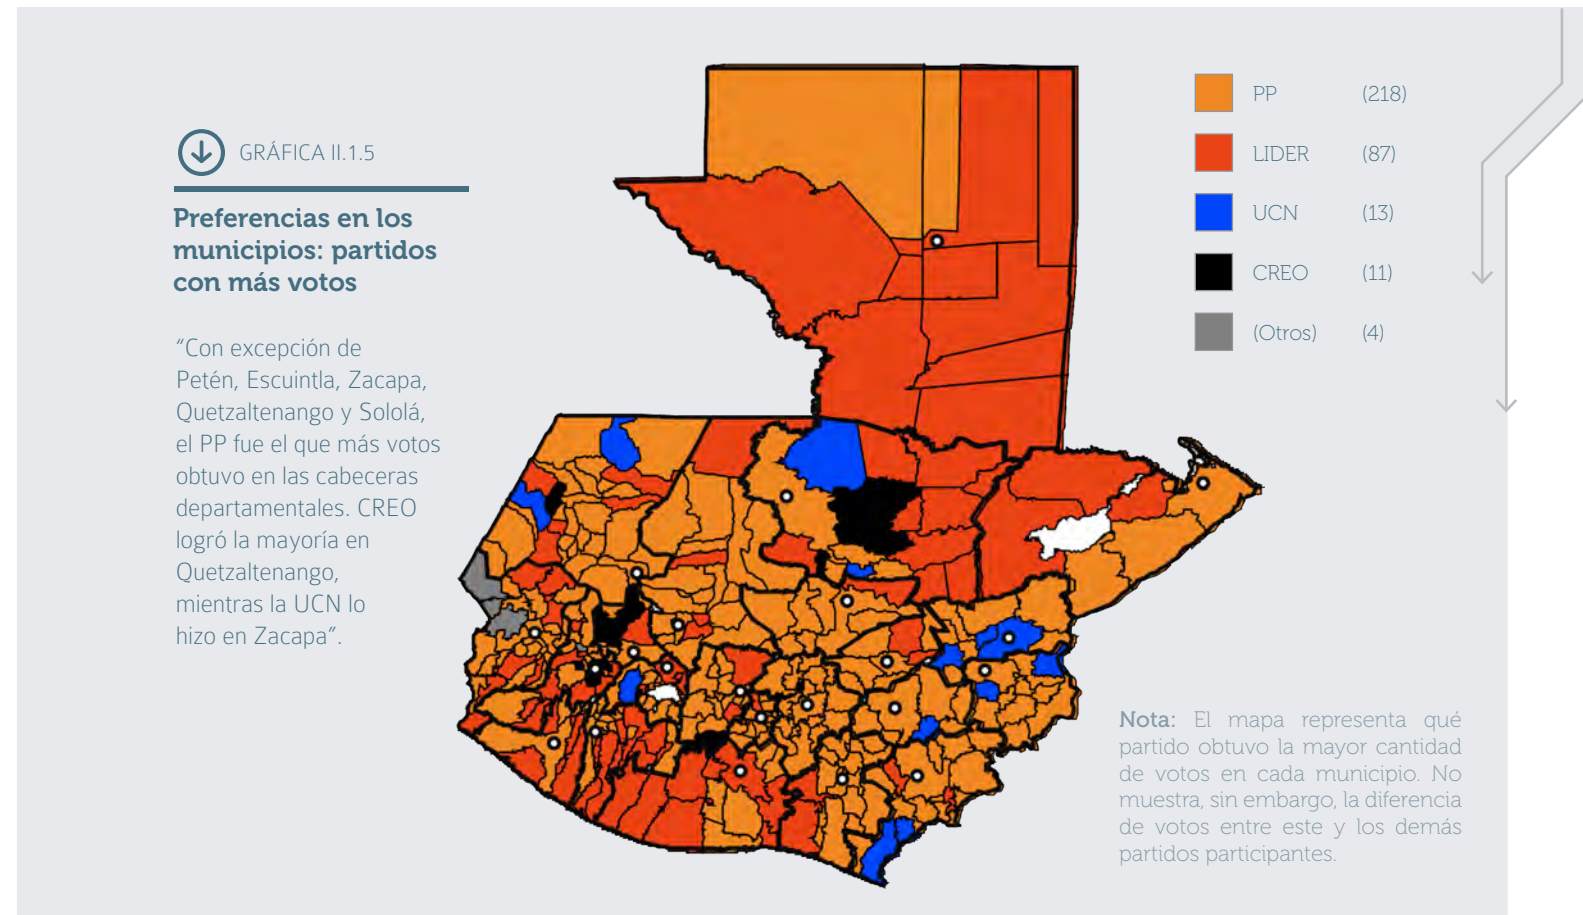 GRÁFICA II.1.5
Preferencias en los
municipios: partidos
con más votos
“Con excepción de
Petén, Escuintla, Zacapa,
Quetzaltenango y Sololá,
el PP fue el que más votos
obtuvo en las cabeceras
departamentales. CREO
logró la mayoría en
Quetzaltenango,
mientras la UCN lo
hizo en Zacapa”.
PP (218)
LIDER (87)
UCN (13)
CREO (11)
(Otros) (4)
Nota: El mapa representa qué
partido obtuvo la mayor cantidad
de votos en cada municipio. No
muestra, sin embargo, la diferencia
de votos entre este y los demás
partidos participantes.